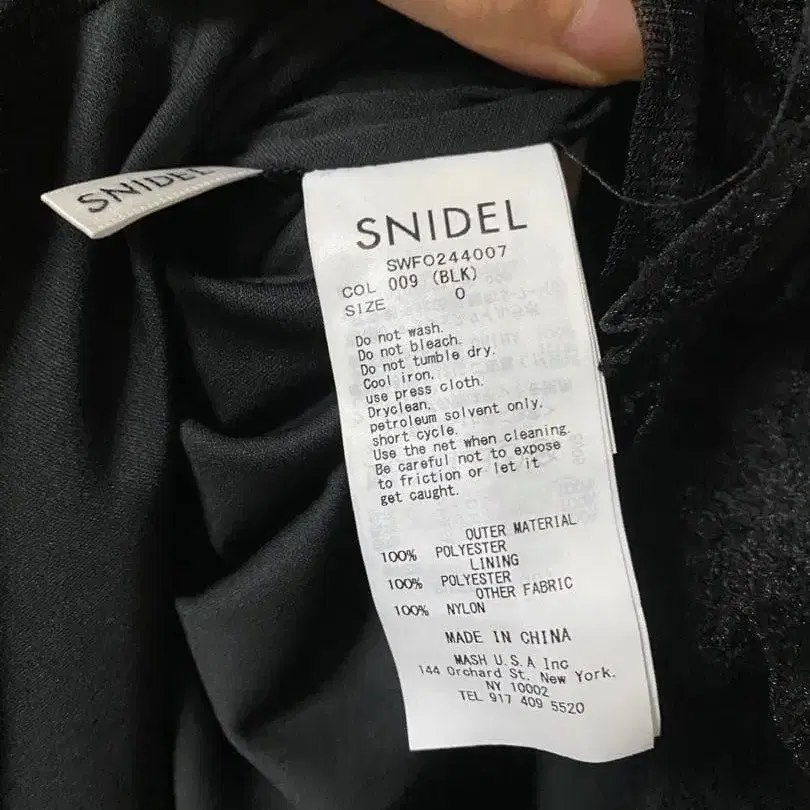 SNIDEL
SNIDEL
SWFO244007
COL 009 (BLK)
SIZE 0
Do not wash.
Do not bleach.
Do not tumble dry.
Cool iron.
use press cloth.
Dryclean.
petroleum solvent only.
short cycle.
Use the net when cleaning.
Be careful not to expose
to friction or let it
get caught.
OUTER MATERIAL
100% POLYESTER
LINING
100% POLYESTER
OTHER FABRIC
100% NYLON
MADE IN CHINA
MASH U.S.A Inc
144 Orchard St. New York.
NY 10002
TEL 917 409 5520